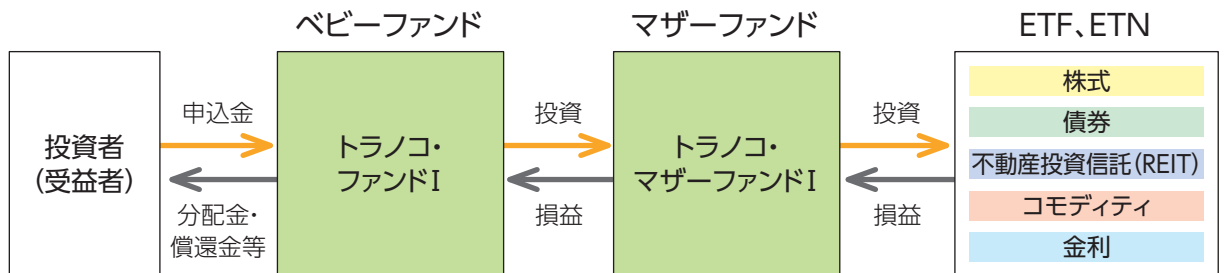 ベビーファンド
マザーファンド
ETF、ETN
投資者
(受益者)
申込金
分配金・
償還金等
トラノコ・
ファンドⅠ
投資
損益
トラノコ・
マザーファンドⅠ
投資
損益
株式
債券
不動産投資信託(REIT)
コモディティ
金利